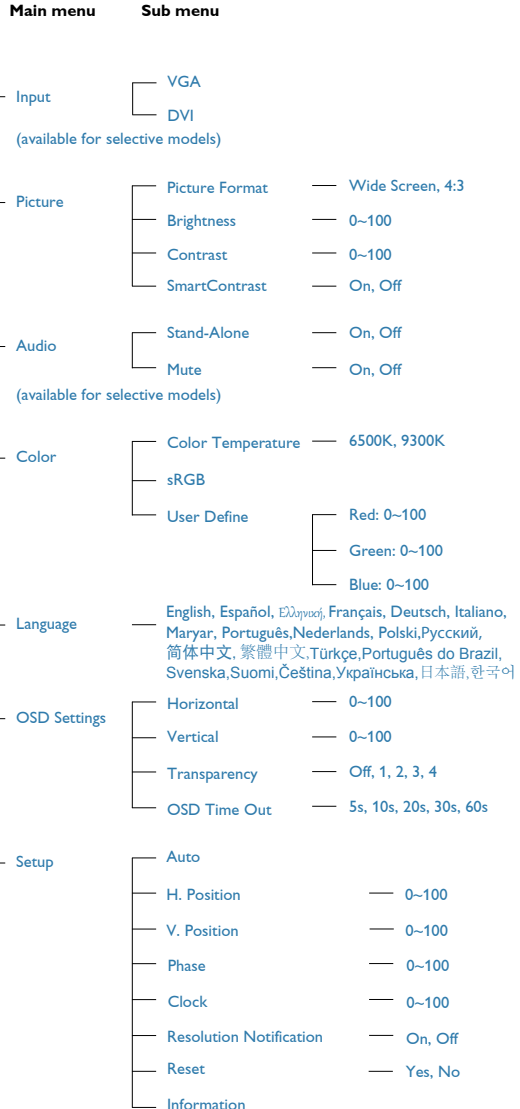 Main menu Sub menu
VGA
Input
DVI
(available for selective models)
Picture Format Wide Screen, 4:3
Picture
Brightness 0~100
Contrast 0~100
SmartContrast On, Off
Stand-Alone On, Off
Audio
Mute On, Off
(available for selective models)
Color Temperature 6500K, 9300K
Color
sRGB
User Define Red: 0~100
Green: 0~100
Blue: 0~100
English, Español, Ελληνική, Français, Deutsch, Italiano,
Language
Maryar, Português,Nederlands, Polski,Русский,
简体中文, 繁體中文,Türkçe,Português do Brazil,
Svenska,Suomi,Čeština,Українська,日本語,한국어
Horizontal 0~100
OSD Settings
Vertical 0~100
Transparency Off, 1, 2, 3, 4
OSD Time Out 5s, 10s, 20s, 30s, 60s
Auto
Setup
H. Position 0~100
V. Position 0~100
Phase 0~100
Clock 0~100
Resolution Notification On, Off
Reset Yes, No
Information